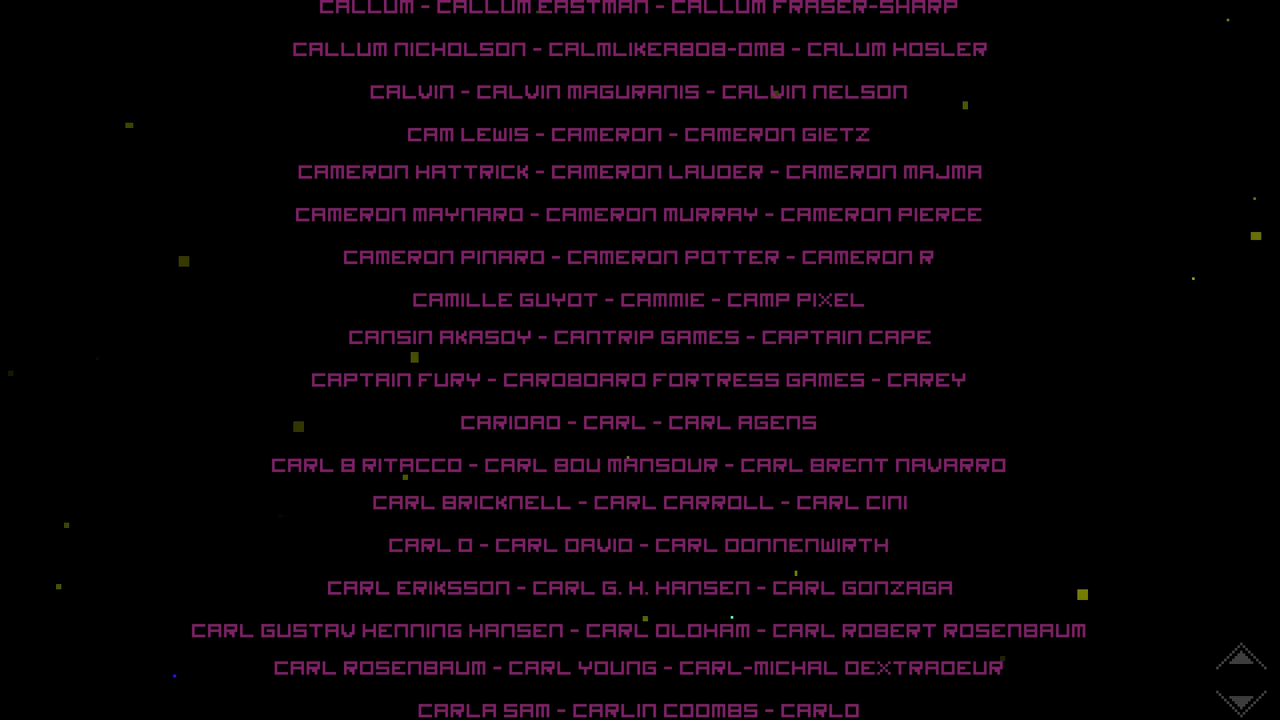 CALLUM - CALLUM EASTMAN - CALLUM FRASER-SHARP
CALLUM NICHOLSON - CALMLIKEABOB-OMB - CALUM HOSLER
CALVIN - CALVIN MAGURANIS - CALVIN NELSON
CAM LEWIS - CAMERON - CAMERON GIETZ
CAMERON HATTRICK - CAMERON LAUDER - CAMERON MAJMA
CAMERON MAYNARD - CAMERON MURRAY - CAMERON PIERCE
CAMERON PINARD - CAMERON POTTER - CAMERON R
CAMILLE GUYOT - CAMMIE - CAMP PIXEL
CANSIN AKASOY - CANTRIP GAMES - CAPTAIN CAPE
CAPTAIN FURY - CARDBOARD FORTRESS GAMES - CAREY
CARIDAD - CARL - CARL AGENS
CARL B RITACCO - CARL BOU MANSOUR - CARL BRENT NAVARRO
CARL BRICKNELL - CARL CARROLL - CARL CINI
CARL D - CARL DAVID - CARL DONNENWIRTH
CARL ERIKSSON - CARL G. H. HANSEN - CARL GONZAGA
CARL GUSTAV HENNING HANSEN - CARL OLDHAM - CARL ROBERT ROSENBAUM
CARL ROSENBAUM - CARL YOUNG - CARL-MICHAL DEXTRADEUR
CARLA SAM - CARLIN COOMBS - CARLO